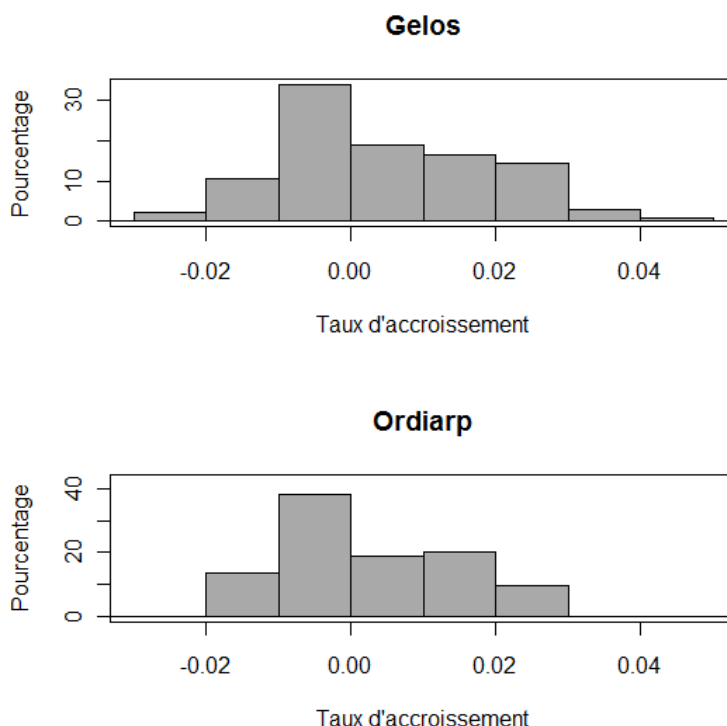 Gelos
30
10
0
Pourcentage
-0.02 0.00 0.02 0.04
Taux d'accroissement
Ordiarp
40
20
0
Pourcentage
-0.02 0.00 0.02 0.04
Taux d'accroissement